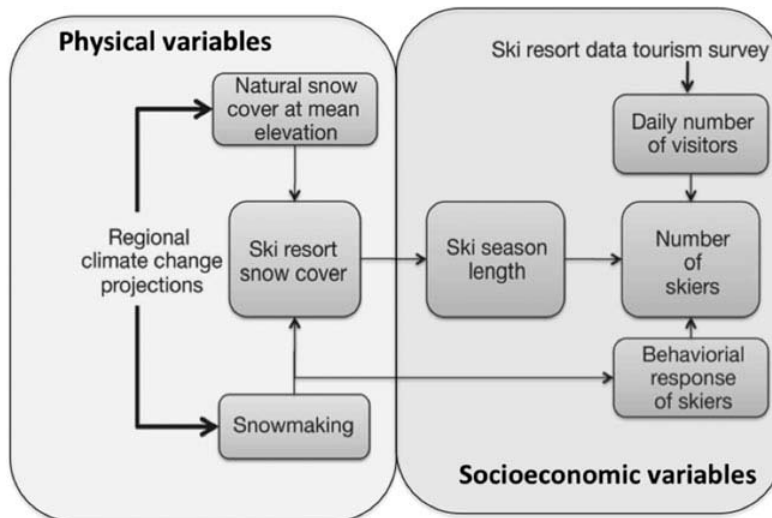 Physical variables
Natural snow
cover at mean
elevation
Regional
climate change
projections
Ski resort
snow cover
Snowmaking
Ski resort data tourism survey
Daily number
of visitors
Ski season
length
Number
of
skiers
Behaviorial
response
of skiers
Socioeconomic variables